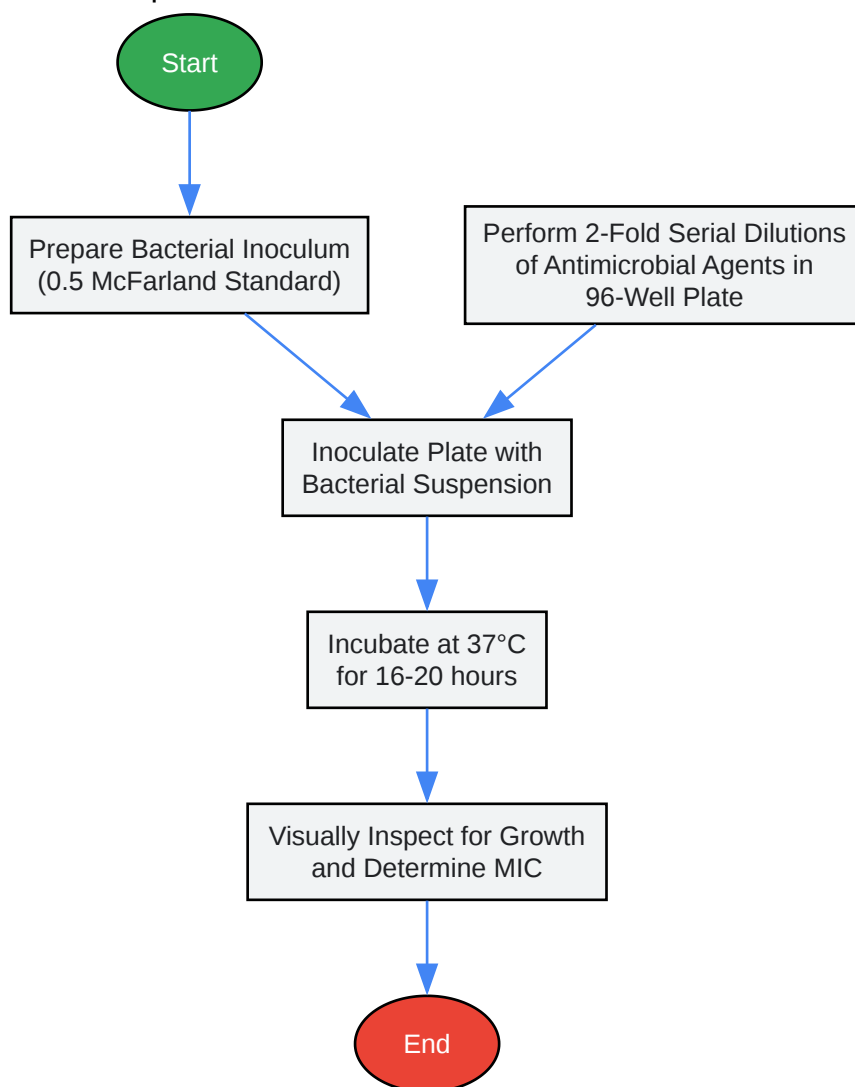 Start
Prepare Bacterial Inoculum
(0.5 McFarland Standard)
Perform 2-Fold Serial Dilutions
of Antimicrobial Agents in
96-Well Plate
Inoculate Plate with
Bacterial Suspension
Incubate at 37°C
for 16-20 hours
Visually Inspect for Growth
and Determine MIC
End